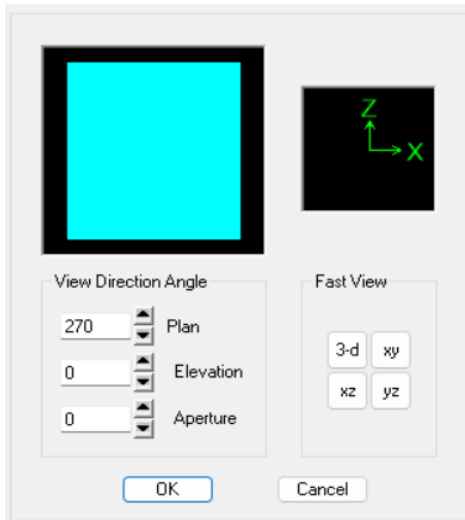 Z
X
View Direction Angle
270 Plan
0 Elevation
0 Aperture
Fast View
3-d xy
xz yz
OK Cancel